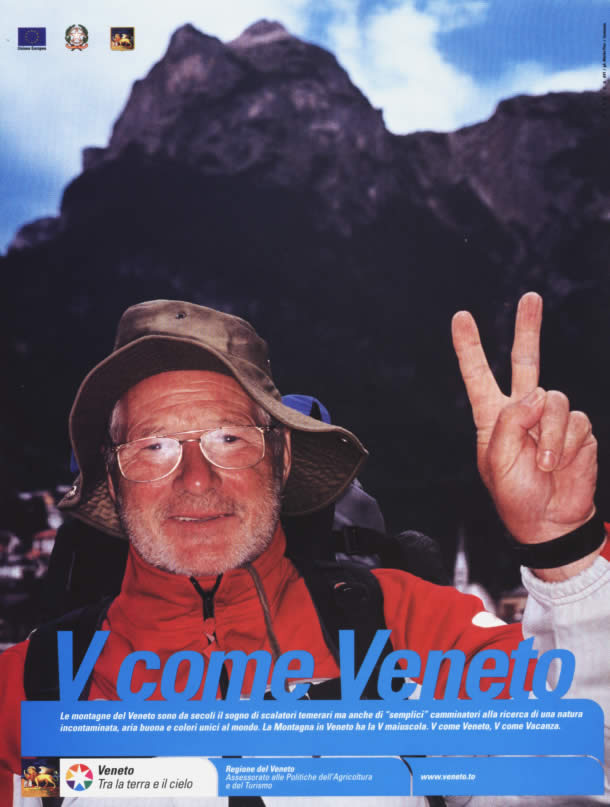 Unione Europea
V come Veneto
Le montagne del Veneto sono da secoli il sogno di scalatori temerari ma anche di “semplici” camminatori alla ricerca di una natura
incontaminata, aria buona e colori unici al mondo. La Montagna in Veneto ha la V maiuscola. V come Veneto, V come Vacanza.
Veneto
Tra la terra e il cielo
Regione del Veneto
Assessorato alle Politiche dell'Agricoltura
e del Turismo
www.veneto.to